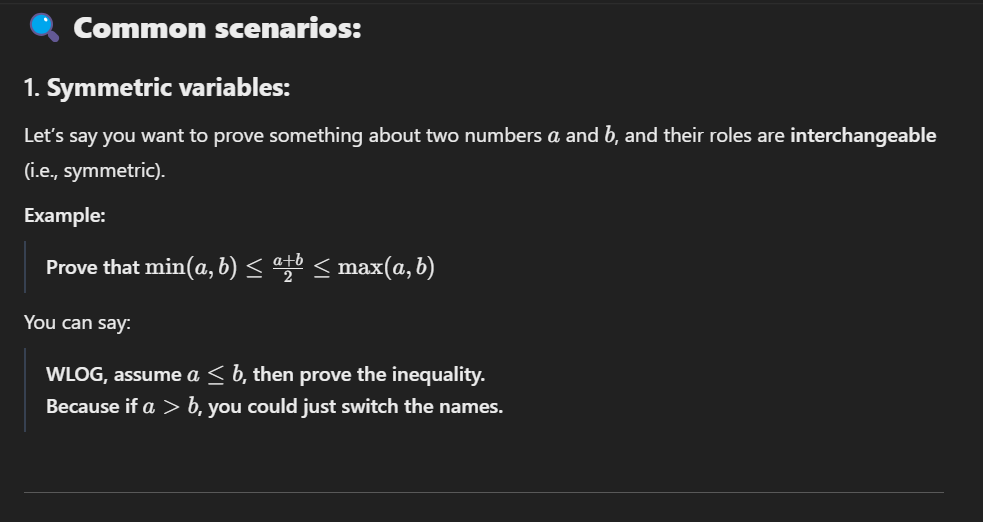 🔍 Common scenarios:
1. Symmetric variables:
Let's say you want to prove something about two numbers a and b, and their roles are interchangeable
(i.e., symmetric).
Example:
Prove that min(a, b) ≤ a+b/2 ≤ max(a, b)
You can say:
WLOG, assume a ≤ b, then prove the inequality.
Because if a > b, you could just switch the names.